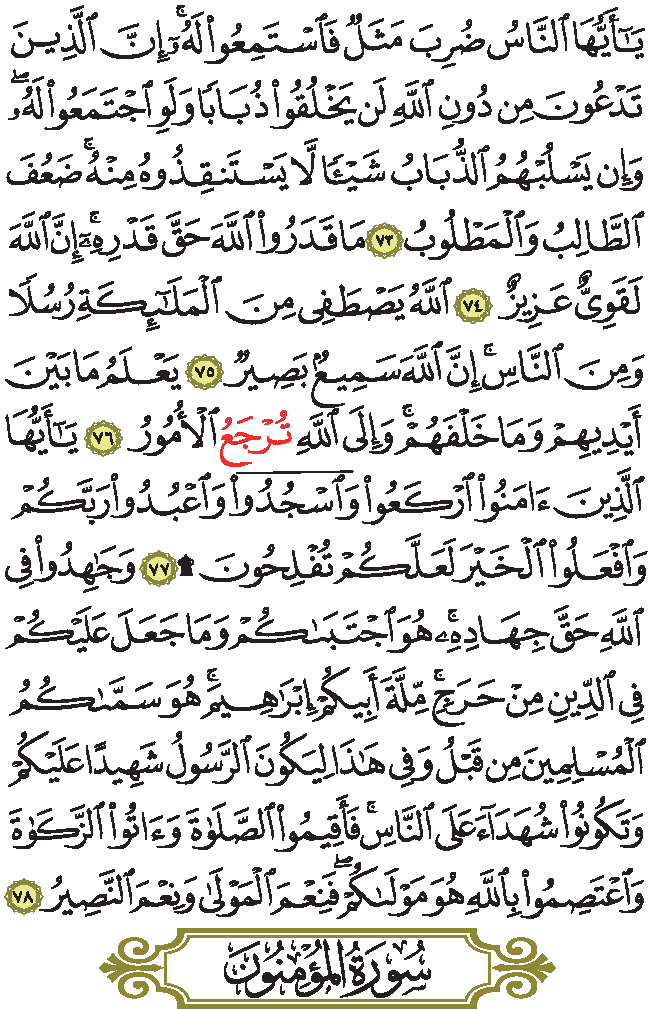 يَٰٓأَيُّهَا ٱلنَّاسُ ضُرِبَ مَثَلٌ فَٱسْتَمِعُوا۟ لَهُۥٓ ۚ إِنَّ ٱلَّذِينَ
تَدْعُونَ مِن دُونِ ٱللَّهِ لَن يَخْلُقُوا۟ ذُبَابًا وَلَوِ ٱجْتَمَعُوا۟ لَهُۥ ۖ
وَإِن يَسْلُبْهُمُ ٱلذُّبَابُ شَيْـًٔا لَّا يَسْتَنقِذُوهُ مِنْهُ ۚ ضَعُفَ
ٱلطَّالِبُ وَٱلْمَطْلُوبُ ٧٣ مَا قَدَرُوا۟ ٱللَّهَ حَقَّ قَدْرِهِۦٓ ۚ إِنَّ ٱللَّهَ
لَقَوِىٌّ عَزِيزٌ ٧٤ ٱللَّهُ يَصْطَفِى مِنَ ٱلْمَلَٰٓئِكَةِ رُسُلًا
وَمِنَ ٱلنَّاسِ ۚ إِنَّ ٱللَّهَ سَمِيعٌۢ بَصِيرٌ ٧٥ يَعْلَمُ مَا بَيْنَ
أَيْدِيهِمْ وَمَا خَلْفَهُمْ ۚ وَإِلَى ٱللَّهِ تُرْجَعُ ٱلْأُمُورُ ٧٦ يَٰٓأَيُّهَا
ٱلَّذِينَ ءَامَنُوا۟ ٱرْكَعُوا۟ وَٱسْجُدُوا۟ وَٱعْبُدُوا۟ رَبَّكُمْ
وَٱفْعَلُوا۟ ٱلْخَيْرَ لَعَلَّكُمْ تُفْلِحُونَ ۩ ٧٧ وَجَٰهِدُوا۟ فِى
ٱللَّهِ حَقَّ جِهَادِهِۦ ۚ هُوَ ٱجْتَبَىٰكُمْ وَمَا جَعَلَ عَلَيْكُمْ
فِى ٱلدِّينِ مِنْ حَرَجٍ ۚ مِّلَّةَ أَبِيكُمْ إِبْرَٰهِيمَ ۚ هُوَ سَمَّىٰكُمُ
ٱلْمُسْلِمِينَ مِن قَبْلُ وَفِى هَٰذَا لِيَكُونَ ٱلرَّسُولُ شَهِيدًا عَلَيْكُمْ
وَتَكُونُوا۟ شُهَدَآءَ عَلَى ٱلنَّاسِ ۚ فَأَقِيمُوا۟ ٱلصَّلَوٰةَ وَءَاتُوا۟ ٱلزَّكَوٰةَ
وَٱعْتَصِمُوا۟ بِٱللَّهِ هُوَ مَوْلَىٰكُمْ ۖ فَنِعْمَ ٱلْمَوْلَىٰ وَنِعْمَ ٱلنَّصِيرُ ٧٨
سُورَةُ الْمُؤْمِنُونَ